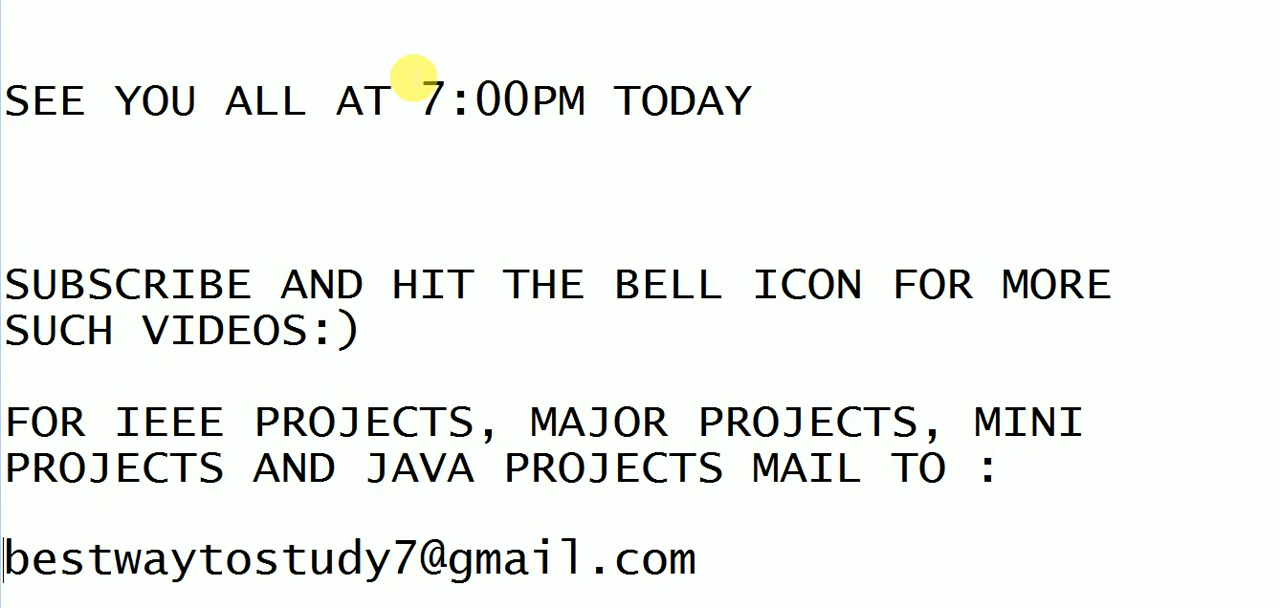 SEE YOU ALL AT 7:00PM TODAY
SUBSCRIBE AND HIT THE BELL ICON FOR MORE
SUCH VIDEOS:)
FOR IEEE PROJECTS, MAJOR PROJECTS, MINI
PROJECTS AND JAVA PROJECTS MAIL TO :
bestwaytostudy7@gmail.com